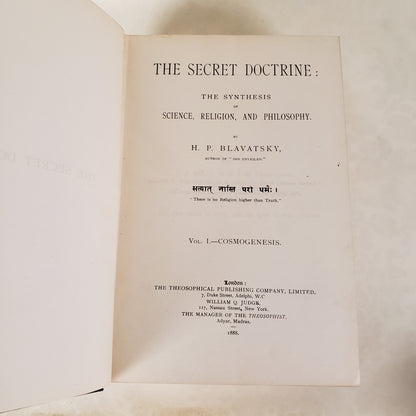 THE SECRET DOCTRINE:
THE SYNTHESIS
OF
SCIENCE, RELIGION, AND PHILOSOPHY.
BY
H. P. BLAVATSKY,
AUTHOR OF "ISIS UNVEILED."
सत्यात् नास्ति परो धर्मः।
"There is no Religion higher than Truth."
VOL. I.—COSMOGENESIS.
London:
THE THEOSOPHICAL PUBLISHING COMPANY, LIMITED.
7, Duke Street, Adelphi, W.C
WILLIAM Q. JUDGE,
117, Nassau Street, New York.
THE MANAGER OF THE THEOSOPHIST,
Adyar, Madras.
1888.